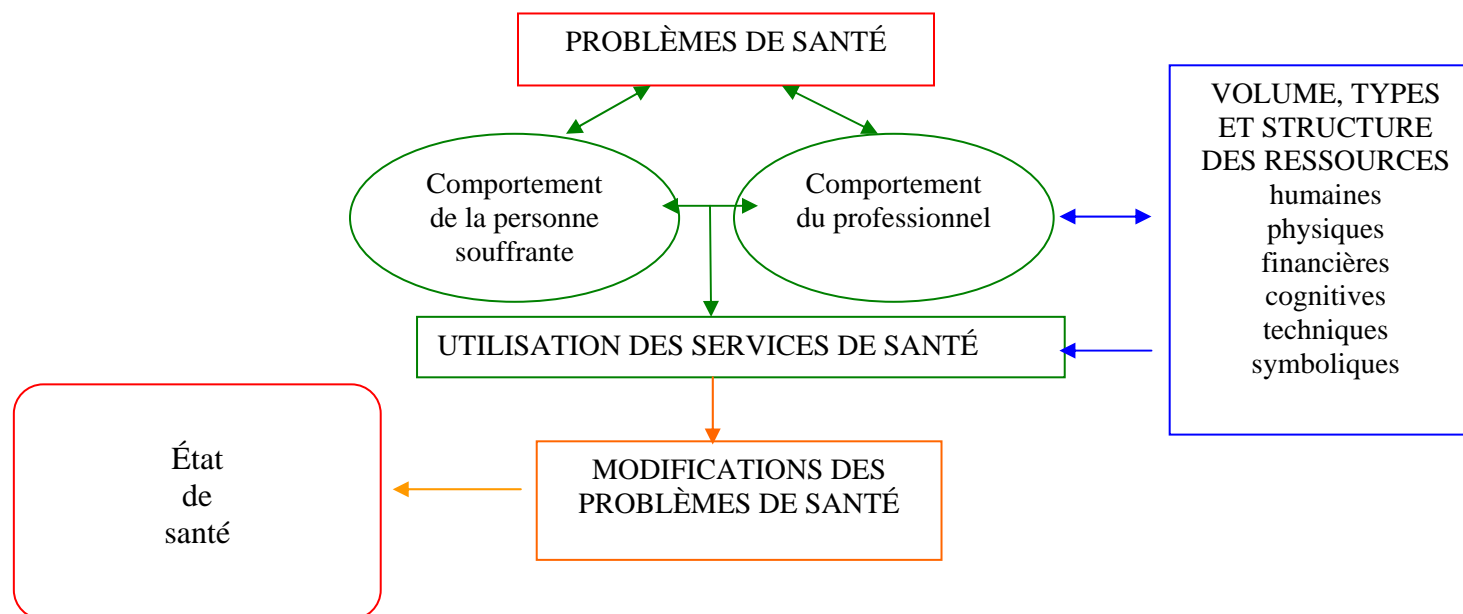 PROBLÈMES DE SANTÉ
Comportement
de la personne
souffrante
Comportement
du professionnel
VOLUME, TYPES
ET STRUCTURE
DES RESSOURCES
humaines
physiques
financières
cognitives
techniques
symboliques
UTILISATION DES SERVICES DE SANTÉ
MODIFICATIONS DES
PROBLÈMES DE SANTÉ
État
de
santé